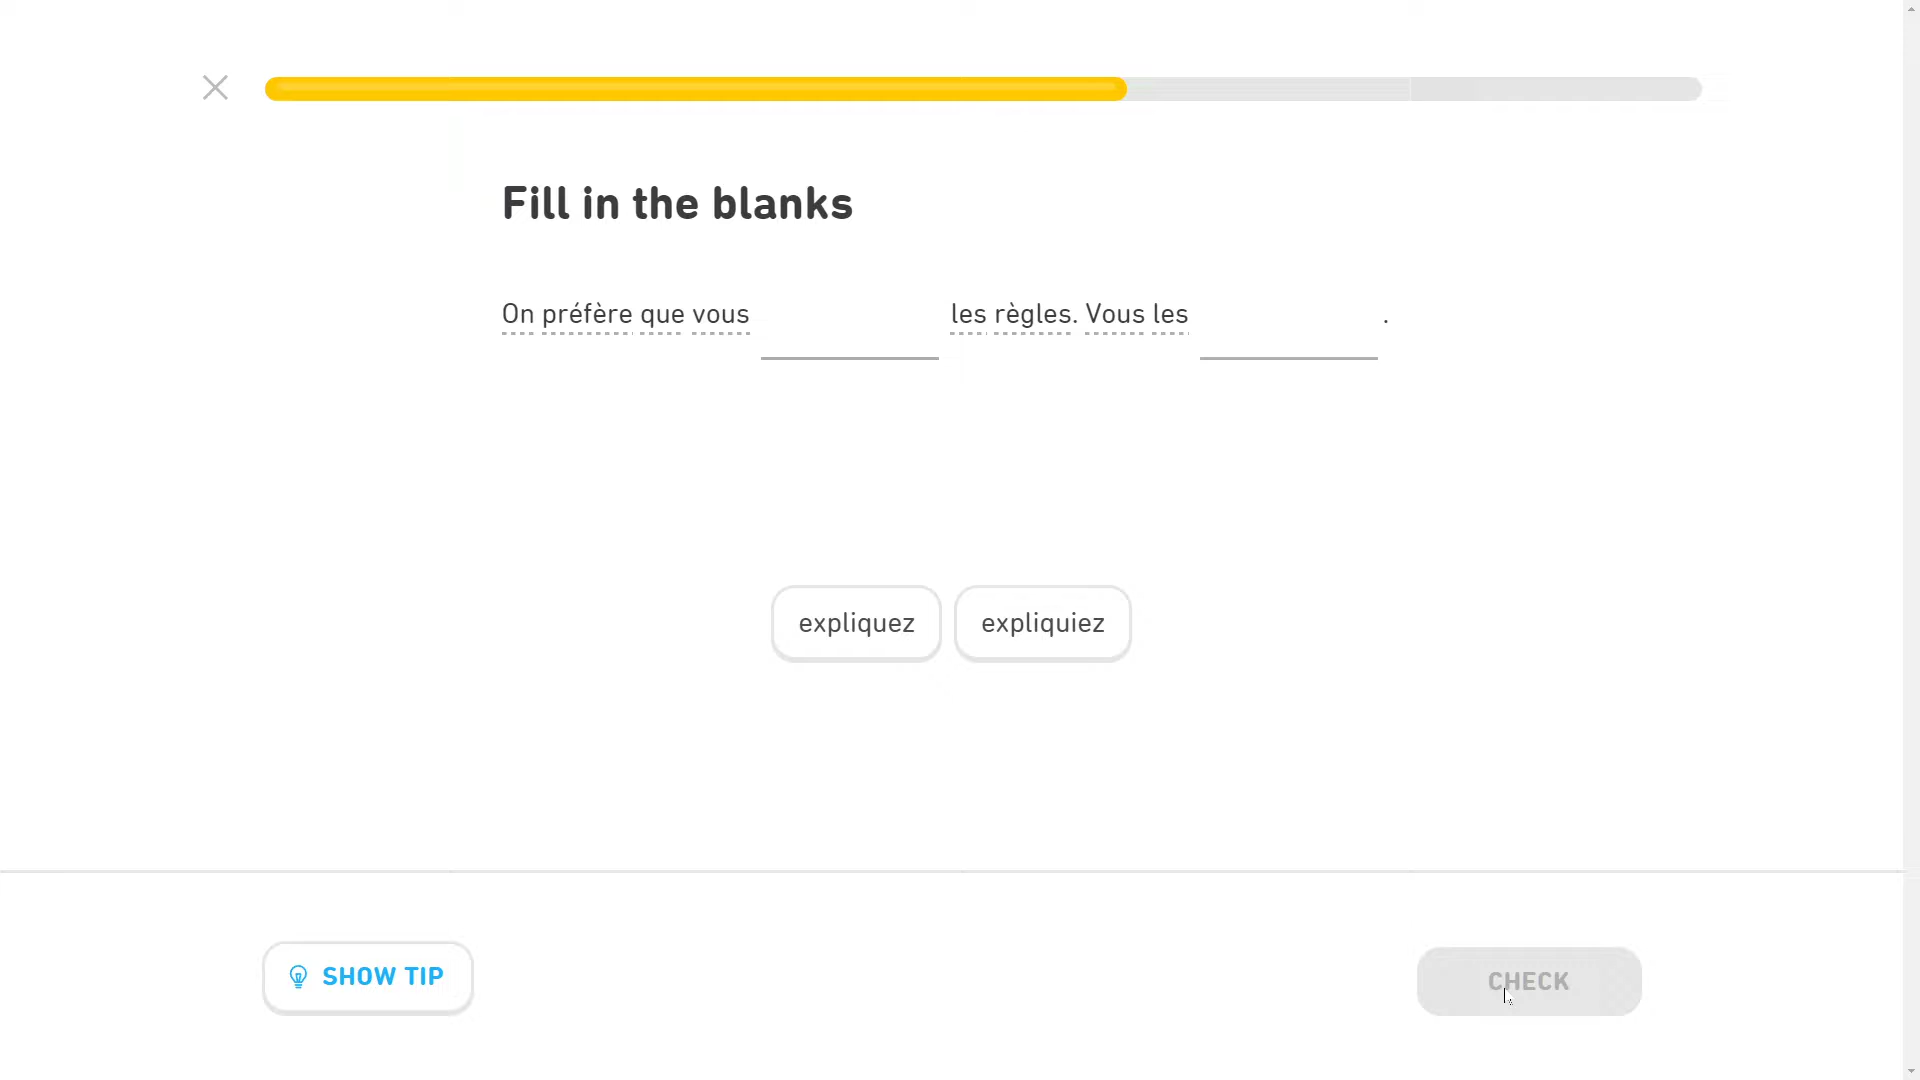 Fill in the blanks
On préfère que vous les règles. Vous les .
expliquez expliquiez
SHOW TIP CHECK